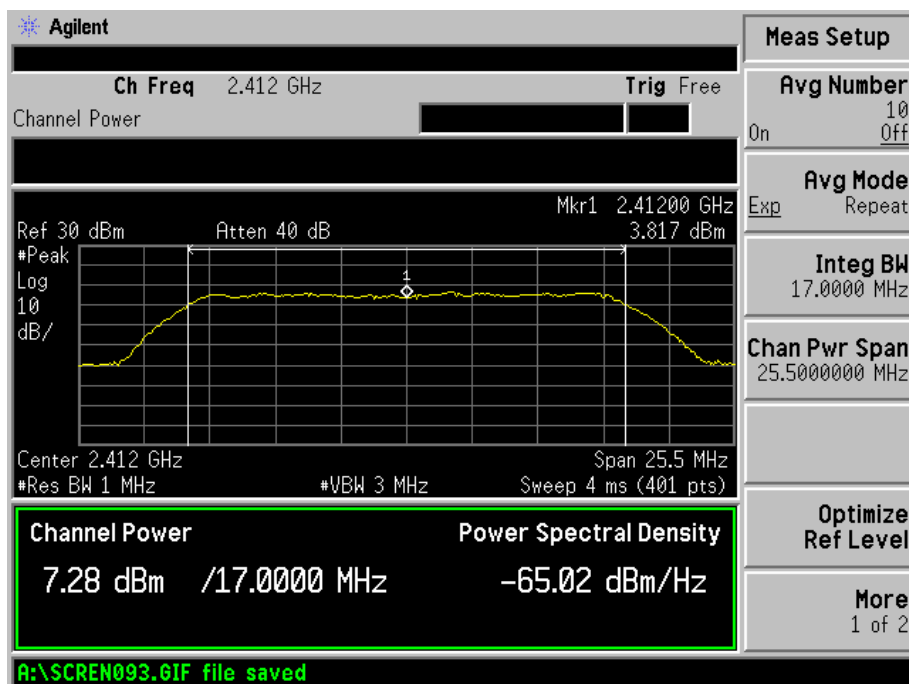 Agilent
Ch Freq 2.412 GHz Trig Free
Channel Power
Mkr1 2.41200 GHz
Ref 30 dBm Atten 40 dB 3.817 dBm
#Peak
Log
10
dB/
1
Center 2.412 GHz Span 25.5 MHz
#Res BW 1 MHz #VBW 3 MHz Sweep 4 ms (401 pts)
Channel Power Power Spectral Density
7.28 dBm /17.0000 MHz -65.02 dBm/Hz
A:\SCREN093.GIF file saved
Meas Setup
Avg Number
10
On Off
Avg Mode
Exp Repeat
Integ BW
17.0000 MHz
Chan Pwr Span
25.5000000 MHz
Optimize
Ref Level
More
1 of 2